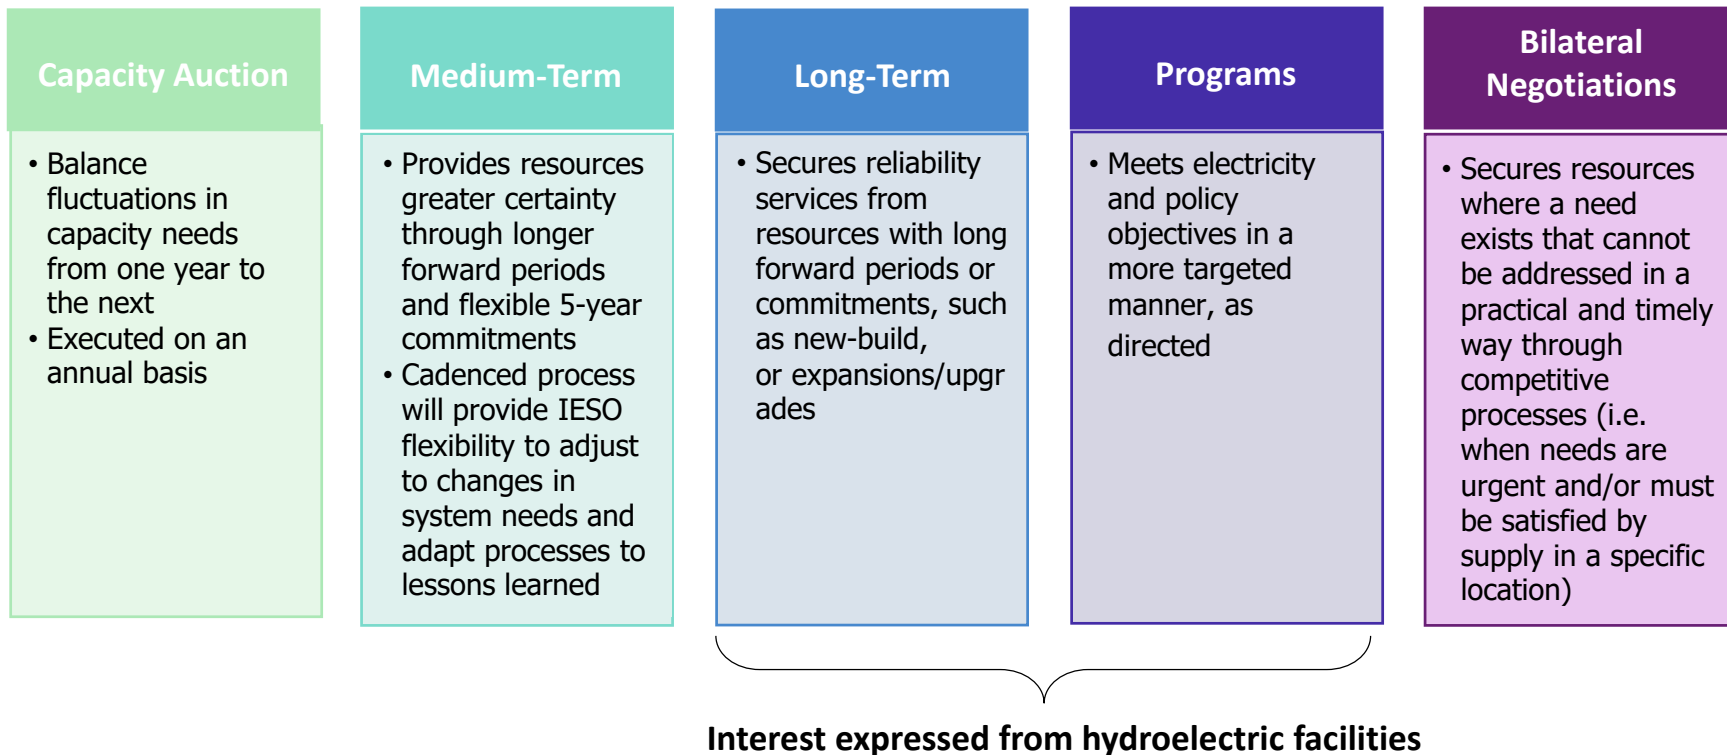 Capacity Auction
• Balance
fluctuations in
capacity needs
from one year to
the next
• Executed on an
annual basis
Medium-Term
• Provides resources
greater certainty
through longer
forward periods
and flexible 5-year
commitments
• Cadenced process
will provide IESO
flexibility to adjust
to changes in
system needs and
adapt processes to
lessons learned
Long-Term
• Secures reliability
services from
resources with long
forward periods or
commitments, such
as new-build,
or expansions/upgr
ades
Programs
• Meets electricity
and policy
objectives in a
more targeted
manner, as
directed
Bilateral
Negotiations
• Secures resources
where a need
exists that cannot
be addressed in a
practical and timely
way through
competitive
processes (i.e.
when needs are
urgent and/or must
be satisfied by
supply in a specific
location)
Interest expressed from hydroelectric facilities